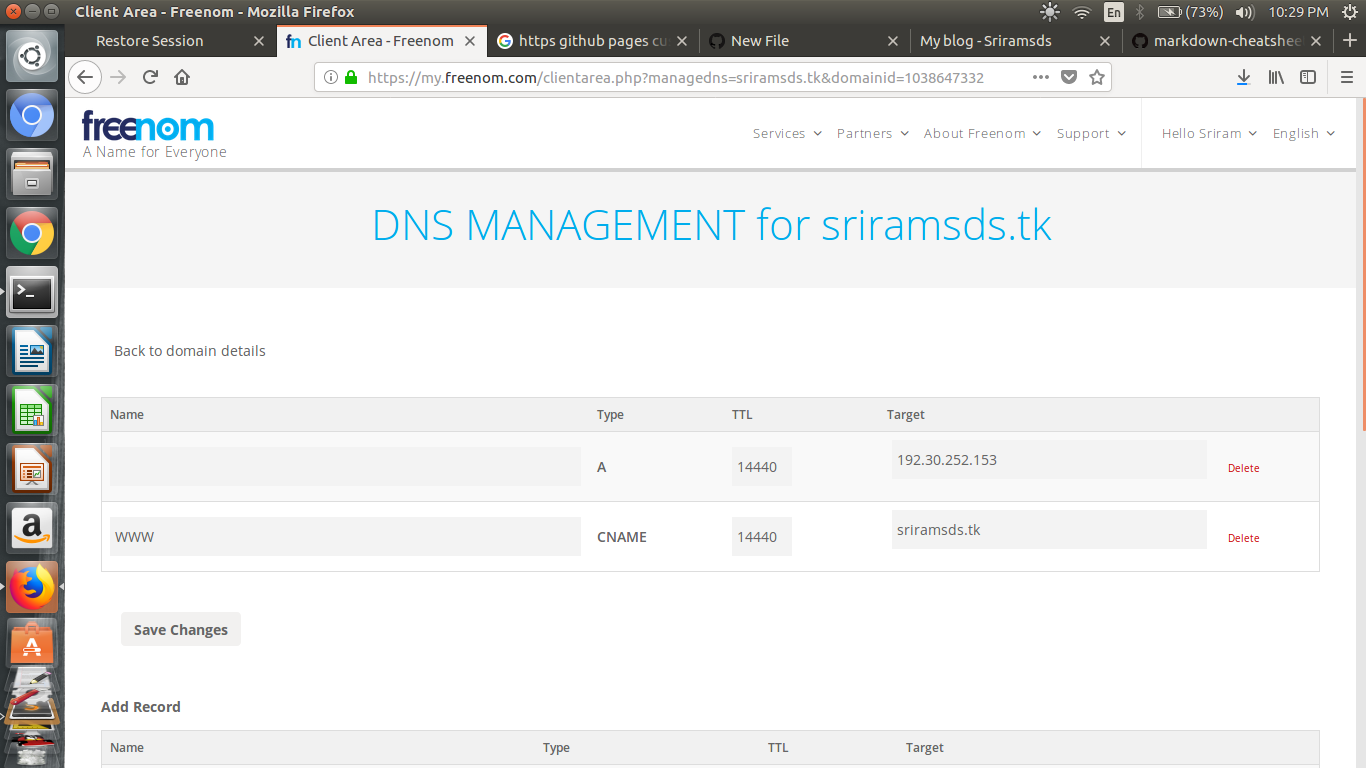 Client Area - Freenom - Mozilla Firefox
En
(73%)
10:29 PM
Restore Session
fn Client Area - Freenom
https github pages cu
New File
My blog - Sriramsds
markdown-cheatshee
https://my.freenom.com/clientarea.php?managedns=sriramsds.tk&domainid=1038647332
freenom
A Name for Everyone
Services
Partners
About Freenom
Support
Hello Sriram
English
DNS MANAGEMENT for sriramsds.tk
Back to domain details
Name Type TTL Target
A 14440 192.30.252.153 Delete
WWW CNAME 14440 sriramsds.tk Delete
Save Changes
Add Record
Name Type TTL Target